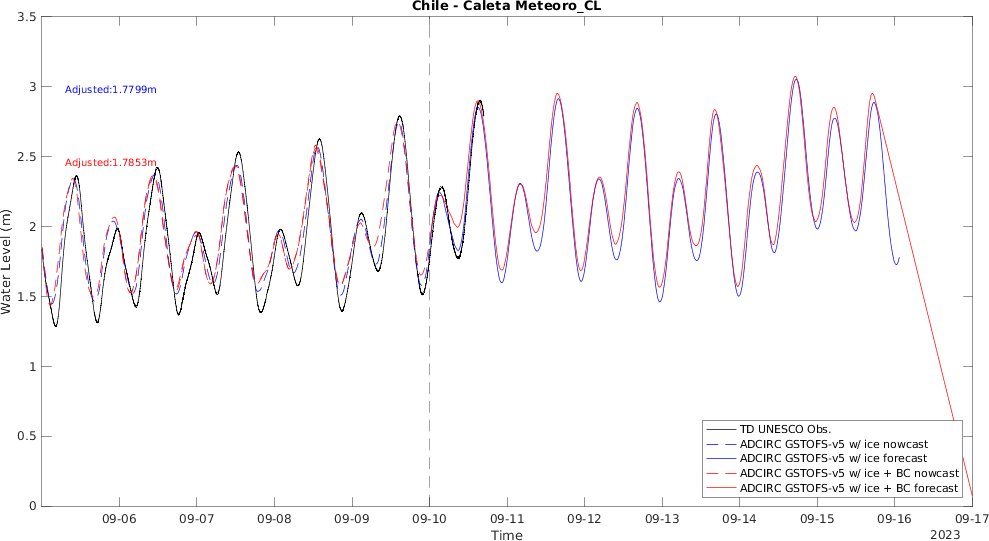 Chile - Caleta Meteoro_CL
3.5
3
2.5
2
1.5
1
0.5
0
Water Level (m)
Adjusted:1.7799m
Adjusted:1.7853m
TD UNESCO Obs.
ADCIRC GSTOFS-v5 w/ ice nowcast
ADCIRC GSTOFS-v5 w/ ice forecast
ADCIRC GSTOFS-v5 w/ ice + BC nowcast
ADCIRC GSTOFS-v5 w/ ice + BC forecast
09-06 09-07 09-08 09-09 09-10 09-11 09-12 09-13 09-14 09-15 09-16 09-17
Time
2023